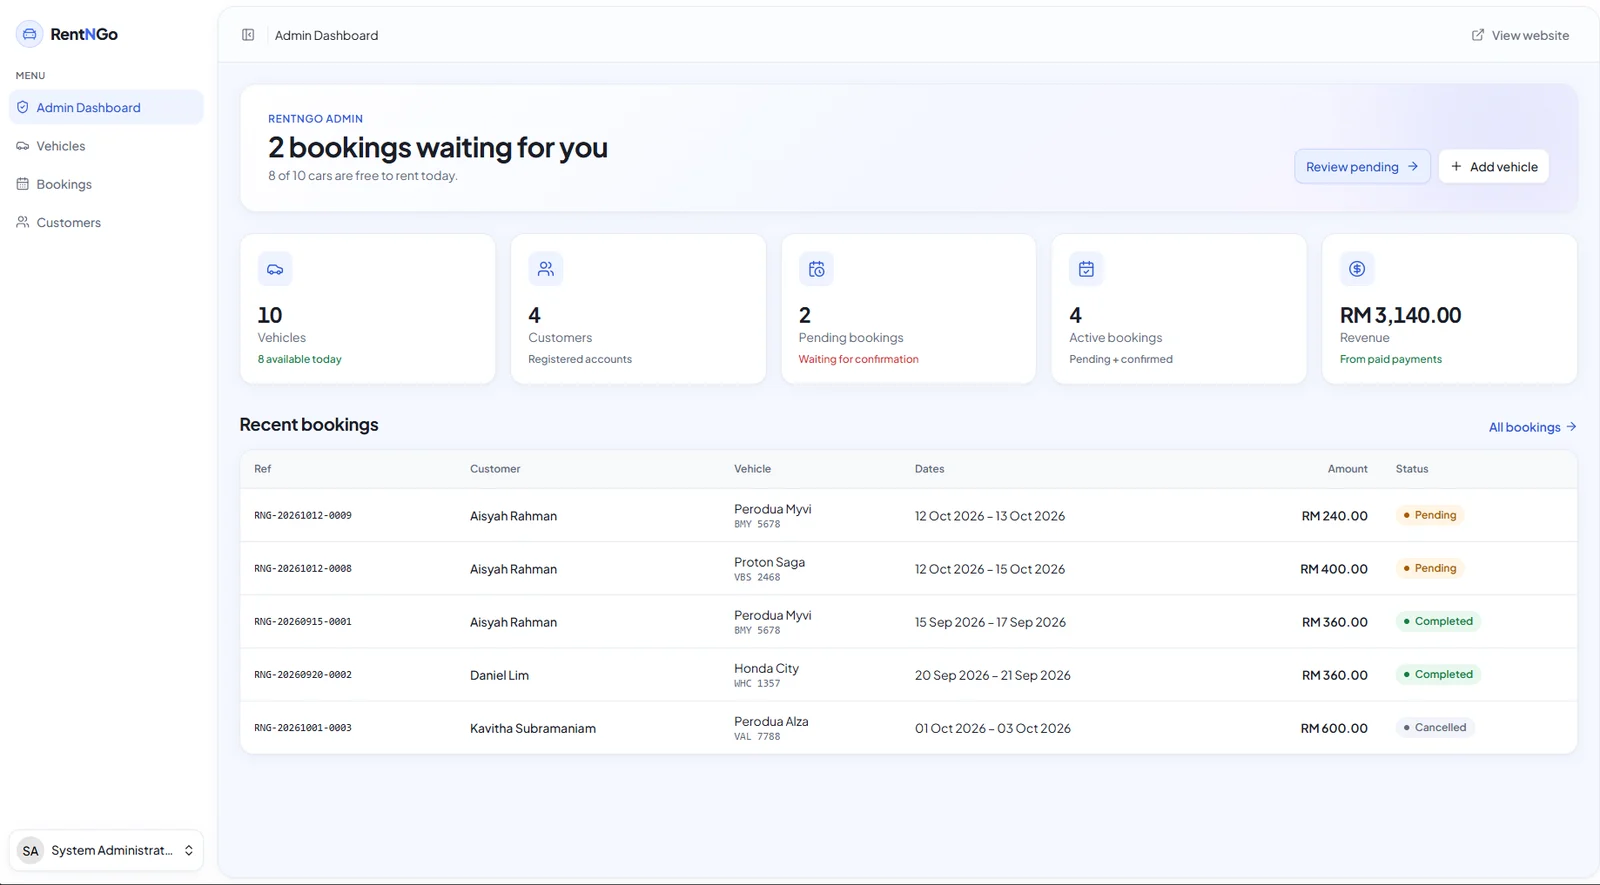 RentNGo
MENU
Admin Dashboard
Vehicles
Bookings
Customers
SA System Administrat...
Admin Dashboard
View website
RENTNGO ADMIN
2 bookings waiting for you
8 of 10 cars are free to rent today.
Review pending →
+ Add vehicle
10
Vehicles
8 available today
4
Customers
Registered accounts
2
Pending bookings
Waiting for confirmation
4
Active bookings
Pending + confirmed
RM 3,140.00
Revenue
From paid payments
Recent bookings
All bookings →
Ref Customer Vehicle Dates Amount Status
RNG-20261012-0009 Aisyah Rahman Perodua Myvi 12 Oct 2026 – 13 Oct 2026 RM 240.00 Pending
BMY 5678
RNG-20261012-0008 Aisyah Rahman Proton Saga 12 Oct 2026 – 15 Oct 2026 RM 400.00 Pending
VBS 2468
RNG-20260915-0001 Aisyah Rahman Perodua Myvi 15 Sep 2026 – 17 Sep 2026 RM 360.00 Completed
BMY 5678
RNG-20260920-0002 Daniel Lim Honda City 20 Sep 2026 – 21 Sep 2026 RM 360.00 Completed
WHC 1357
RNG-20261001-0003 Kavitha Subramaniam Perodua Alza 01 Oct 2026 – 03 Oct 2026 RM 600.00 Cancelled
VAL 7788